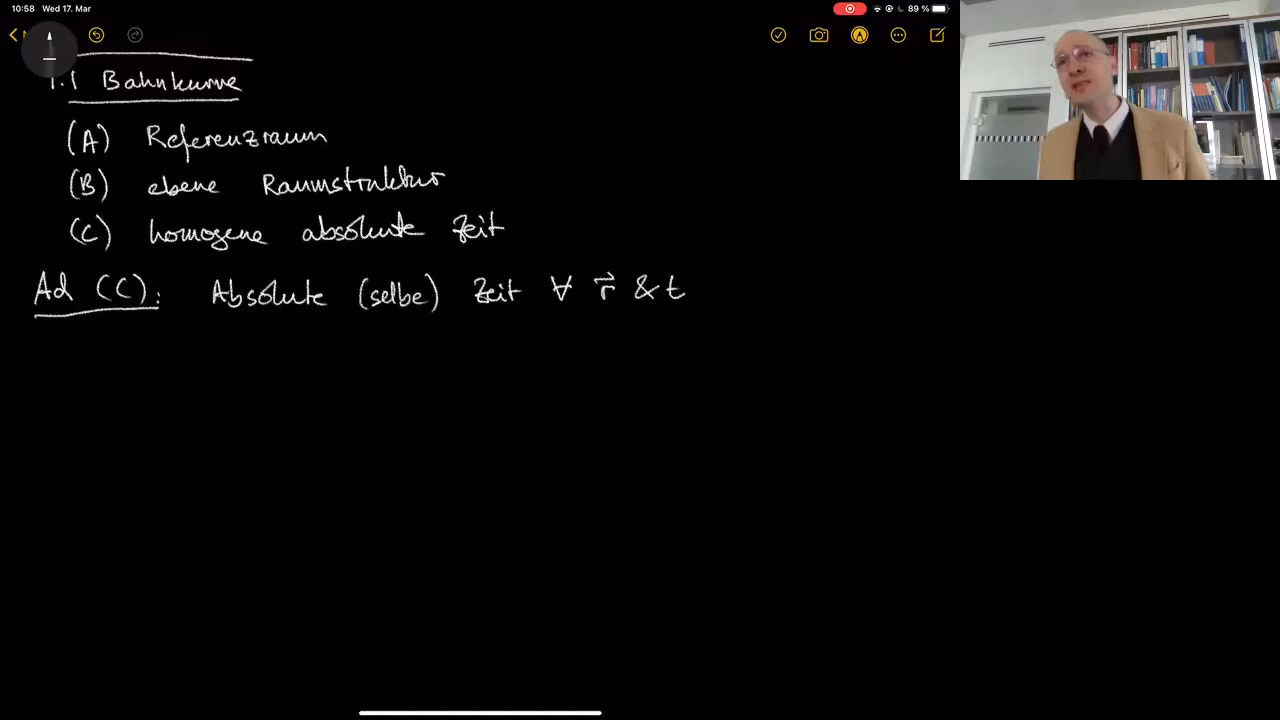 10:58 Wed 17. Mar
89 %
1.1 Bahnkurve
(A) Referenzraum
(B) ebene Raumstruktur
(C) homogene absolute Zeit
Ad (C): Absolute (selbe) Zeit ∀ r⃗ & t